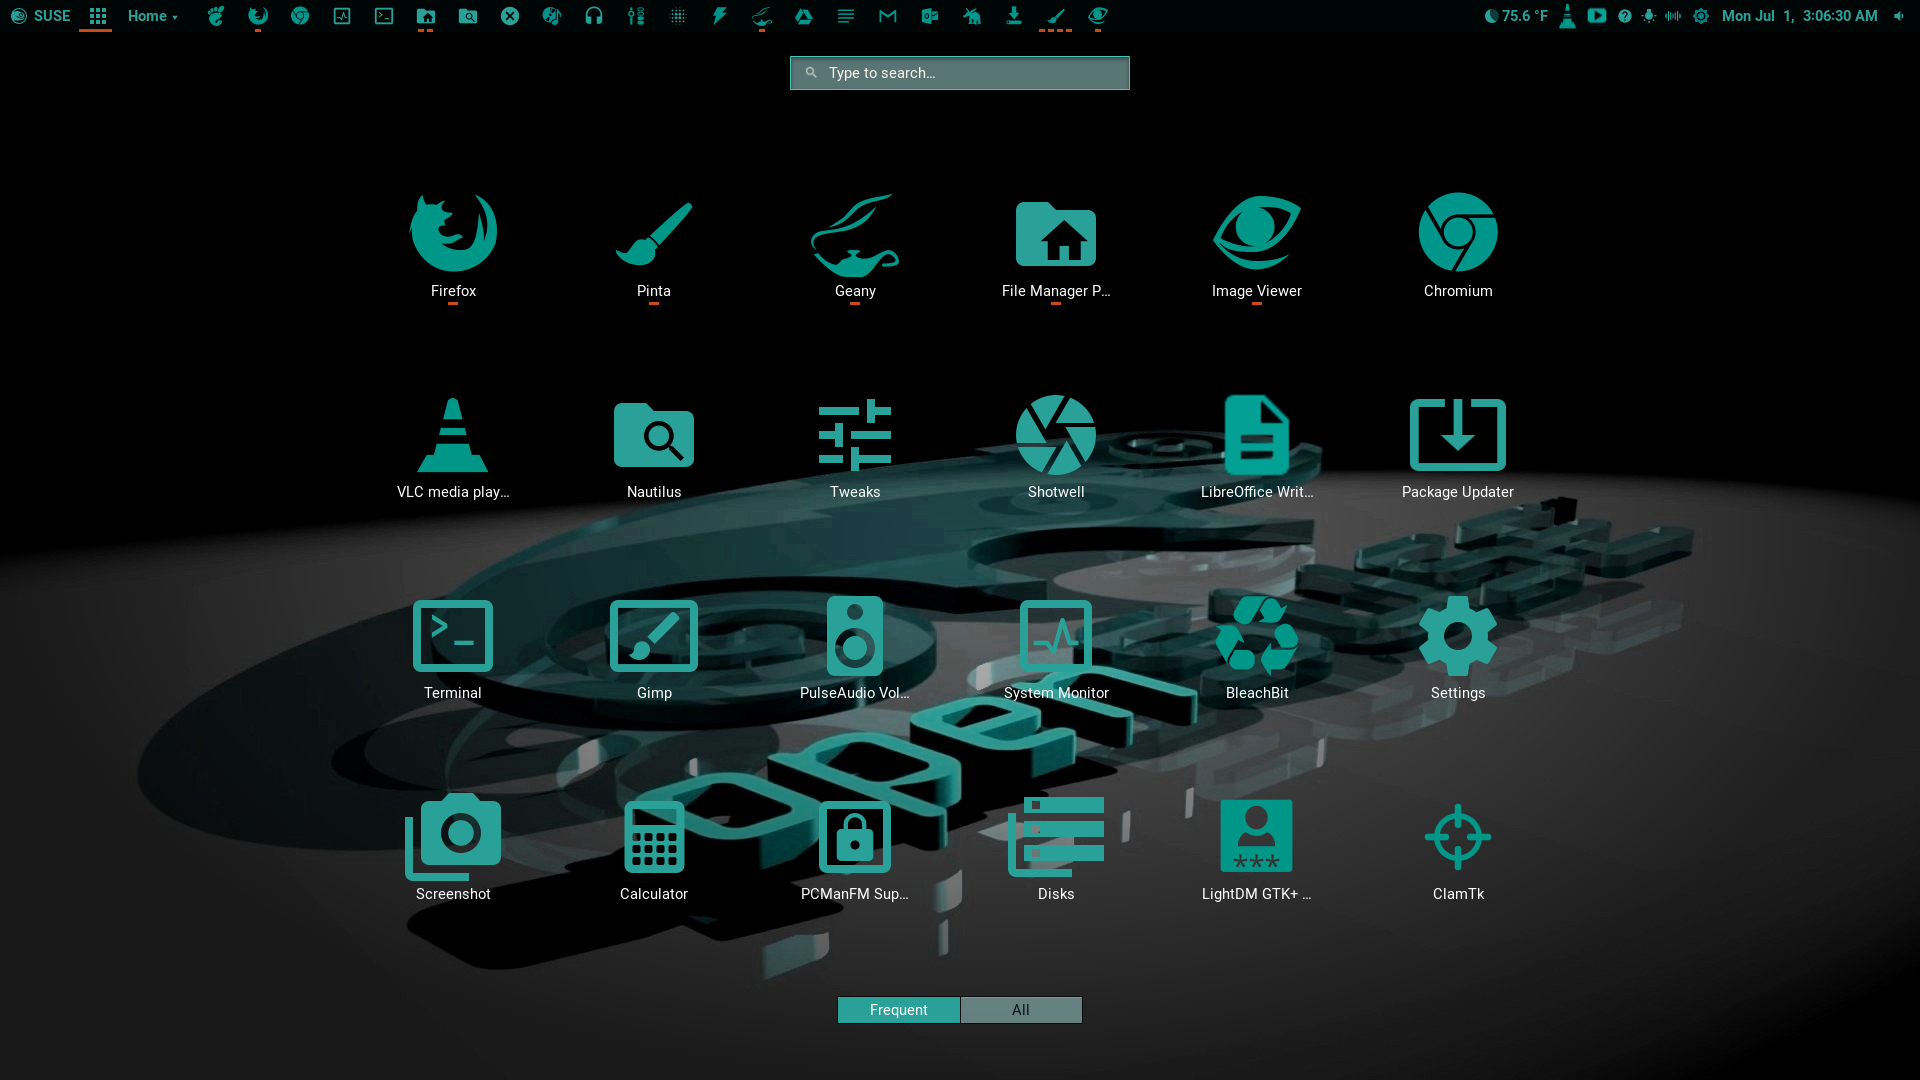 SUSE Home 75.6 °F Mon Jul 1, 3:06:30 AM
Type to search...
Firefox Pinta Geany File Manager P... Image Viewer Chromium
VLC media play... Nautilus Tweaks Shotwell LibreOffice Writ... Package Updater
Terminal Gimp PulseAudio Vol... System Monitor BleachBit Settings
open
Screenshot Calculator PCManFM Sup... Disks LightDM GTK+ ... ClamTk
Frequent All